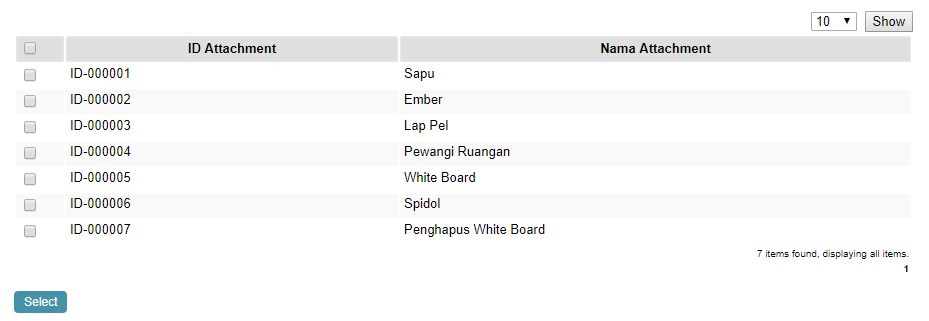 10 Show
ID Attachment Nama Attachment
ID-000001 Sapu
ID-000002 Ember
ID-000003 Lap Pel
ID-000004 Pewangi Ruangan
ID-000005 White Board
ID-000006 Spidol
ID-000007 Penghapus White Board
7 items found, displaying all items.
1
Select